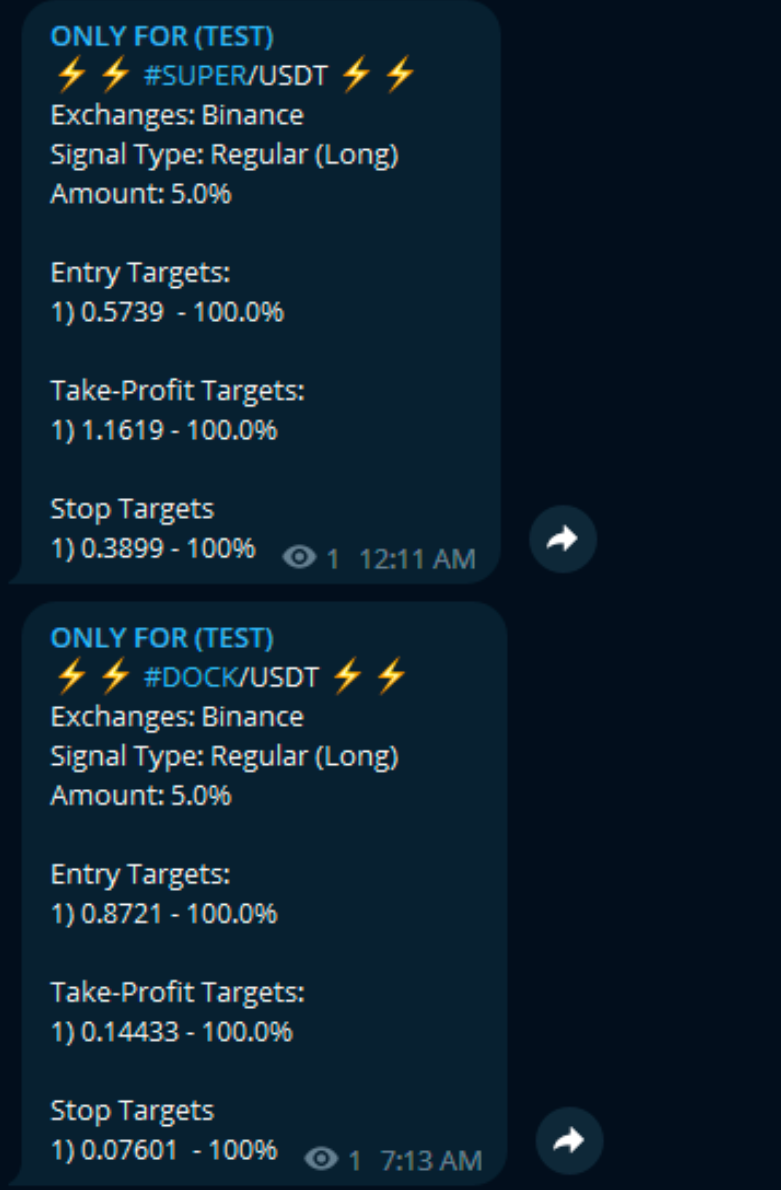 ONLY FOR (TEST)
⚡ ⚡ #SUPER/USDT ⚡ ⚡
Exchanges: Binance
Signal Type: Regular (Long)
Amount: 5.0%
Entry Targets:
1) 0.5739 - 100.0%
Take-Profit Targets:
1) 1.1619 - 100.0%
Stop Targets
1) 0.3899 - 100% 1 12:11 AM
ONLY FOR (TEST)
⚡ ⚡ #DOCK/USDT ⚡ ⚡
Exchanges: Binance
Signal Type: Regular (Long)
Amount: 5.0%
Entry Targets:
1) 0.8721 - 100.0%
Take-Profit Targets:
1) 0.14433 - 100.0%
Stop Targets
1) 0.07601 - 100% 1 7:13 AM